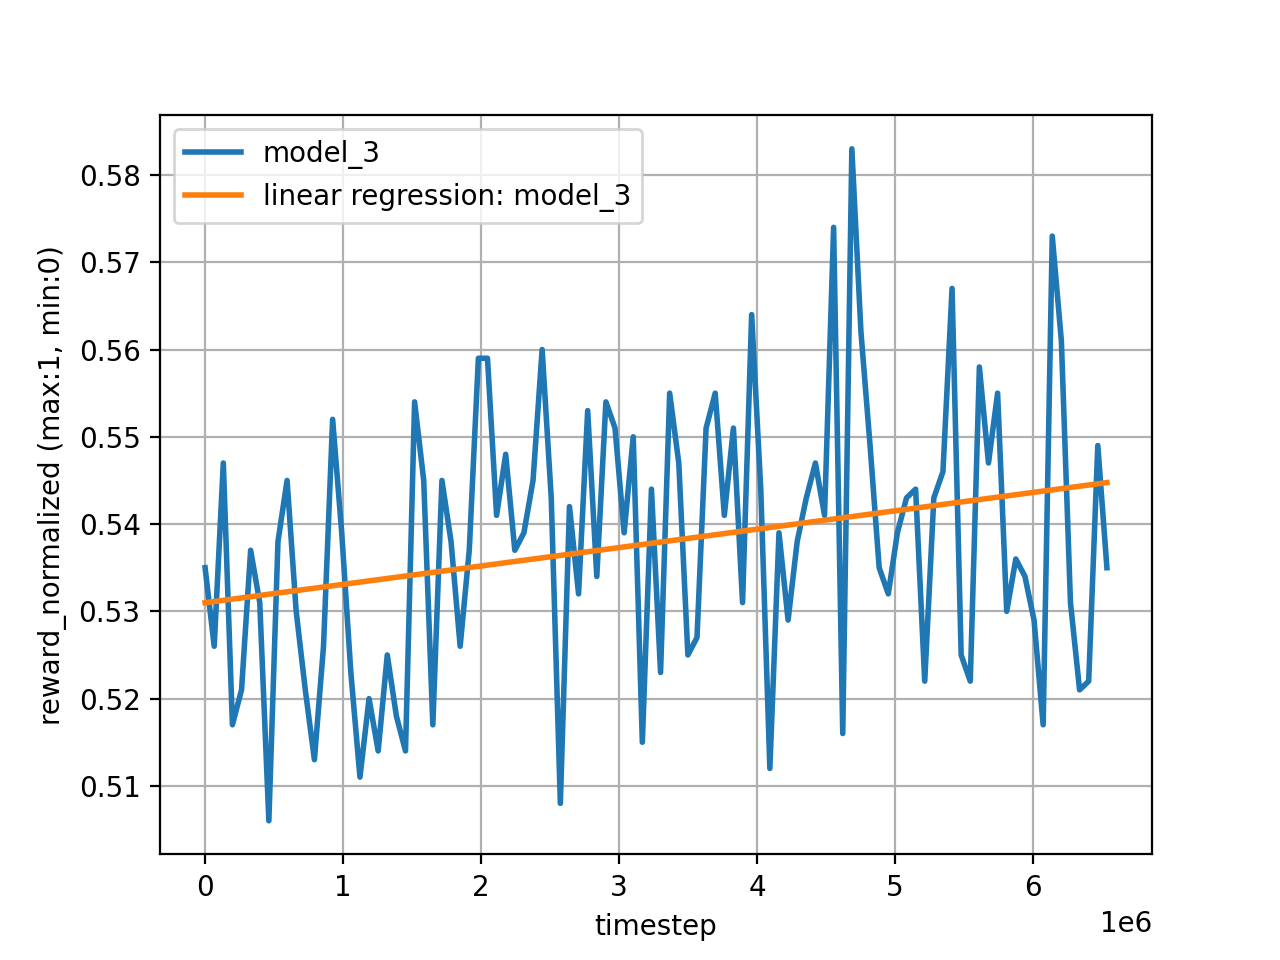 model_3
linear regression: model_3
reward_normalized (max:1, min:0)
0.58
0.57
0.56
0.55
0.54
0.53
0.52
0.51
0 1 2 3 4 5 6
1e6
timestep